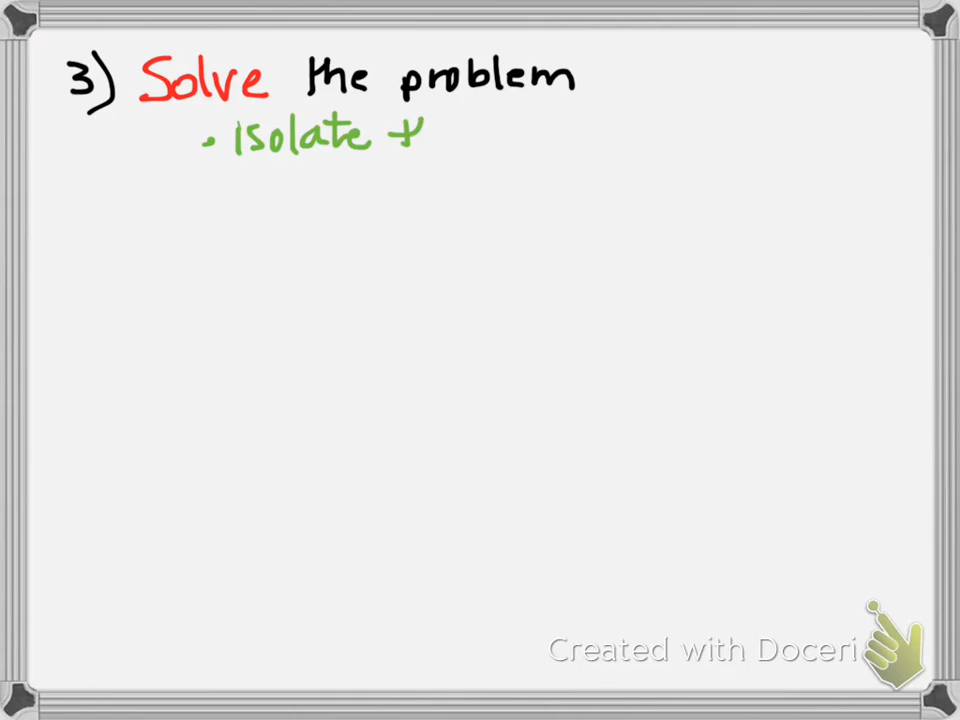 3) Solve the problem
. isolate
Created with Doceri